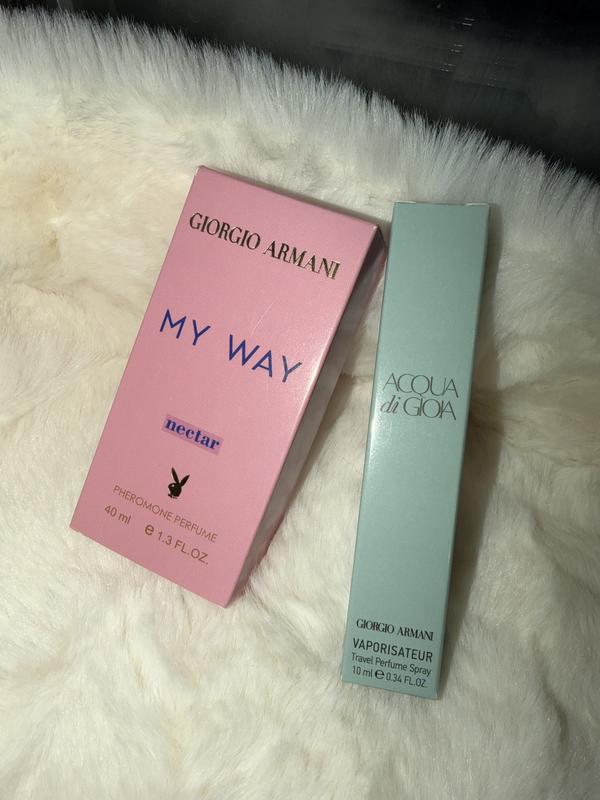 GIORGIO ARMANI
MY WAY
nectar
PHEROMONE PERFUME
40 ml e 1.3 FL.OZ.
ACQUA
di GIOIA
GIORGIO ARMANI
VAPORISATEUR
Travel Perfume Spray
10 ml e 0.34 FL.OZ.